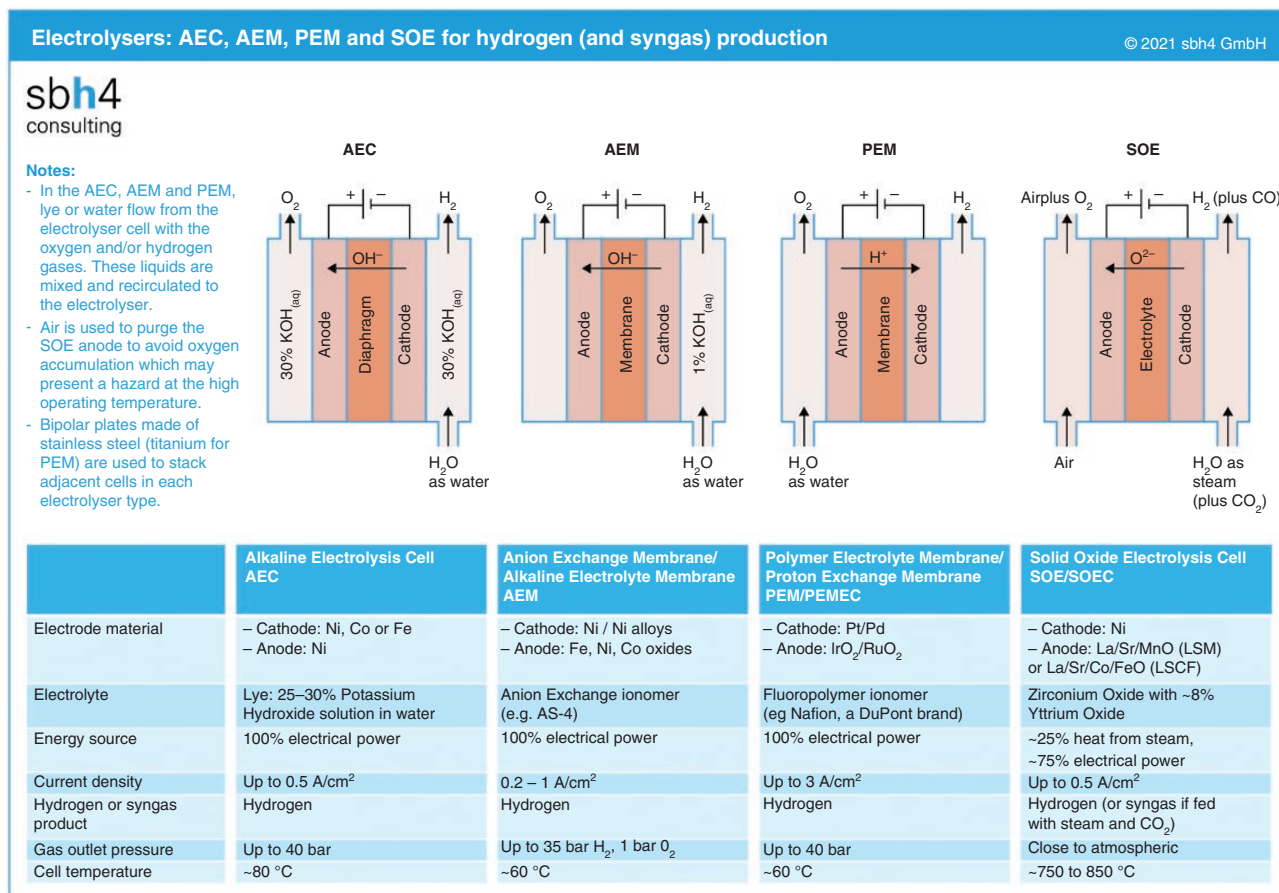 Electrolysers: AEC, AEM, PEM and SOE for hydrogen (and syngas) production
© 2021 sbh4 GmbH
sbh4
consulting
Notes:
- In the AEC, AEM and PEM,
lye or water flow from the
electrolyser cell with the
oxygen and/or hydrogen
gases. These liquids are
mixed and recirculated to
the electrolyser.
- Air is used to purge the
SOE anode to avoid oxygen
accumulation which may
present a hazard at the high
operating temperature.
- Bipolar plates made of
stainless steel (titanium for
PEM) are used to stack
adjacent cells in each
electrolyser type.
AEC
O₂
+ −
H₂
OH⁻
30% KOH(aq)
Anode
Diaphragm
Cathode
30% KOH(aq)
H₂O
as water
AEM
O₂
+ −
H₂
OH⁻
Anode
Membrane
Cathode
1% KOH(aq)
H₂O
as water
PEM
O₂
+ −
H₂
H⁺
Anode
Membrane
Cathode
H₂O
as water
SOE
Airplus O₂
+ −
H₂ (plus CO)
O²⁻
Anode
Electrolyte
Cathode
Air
H₂O as
steam
(plus CO₂)
Alkaline Electrolysis Cell
AEC
Anion Exchange Membrane/
Alkaline Electrolyte Membrane
AEM
Polymer Electrolyte Membrane/
Proton Exchange Membrane
PEM/PEMEC
Solid Oxide Electrolysis Cell
SOE/SOEC
Electrode material
– Cathode: Ni, Co or Fe
– Anode: Ni
– Cathode: Ni / Ni alloys
– Anode: Fe, Ni, Co oxides
– Cathode: Pt/Pd
– Anode: IrO₂/RuO₂
– Cathode: Ni
– Anode: La/Sr/MnO (LSM)
or La/Sr/Co/FeO (LSCF)
Electrolyte
Lye: 25–30% Potassium
Hydroxide solution in water
Anion Exchange ionomer
(e.g. AS-4)
Fluoropolymer ionomer
(eg Nafion, a DuPont brand)
Zirconium Oxide with ~8%
Yttrium Oxide
Energy source
100% electrical power
100% electrical power
100% electrical power
~25% heat from steam,
~75% electrical power
Current density
Up to 0.5 A/cm²
0.2 – 1 A/cm²
Up to 3 A/cm²
Up to 0.5 A/cm²
Hydrogen or syngas
product
Hydrogen
Hydrogen
Hydrogen
Hydrogen (or syngas if fed
with steam and CO₂)
Gas outlet pressure
Up to 40 bar
Up to 35 bar H₂, 1 bar 0₂
Up to 40 bar
Close to atmospheric
Cell temperature
~80 °C
~60 °C
~60 °C
~750 to 850 °C